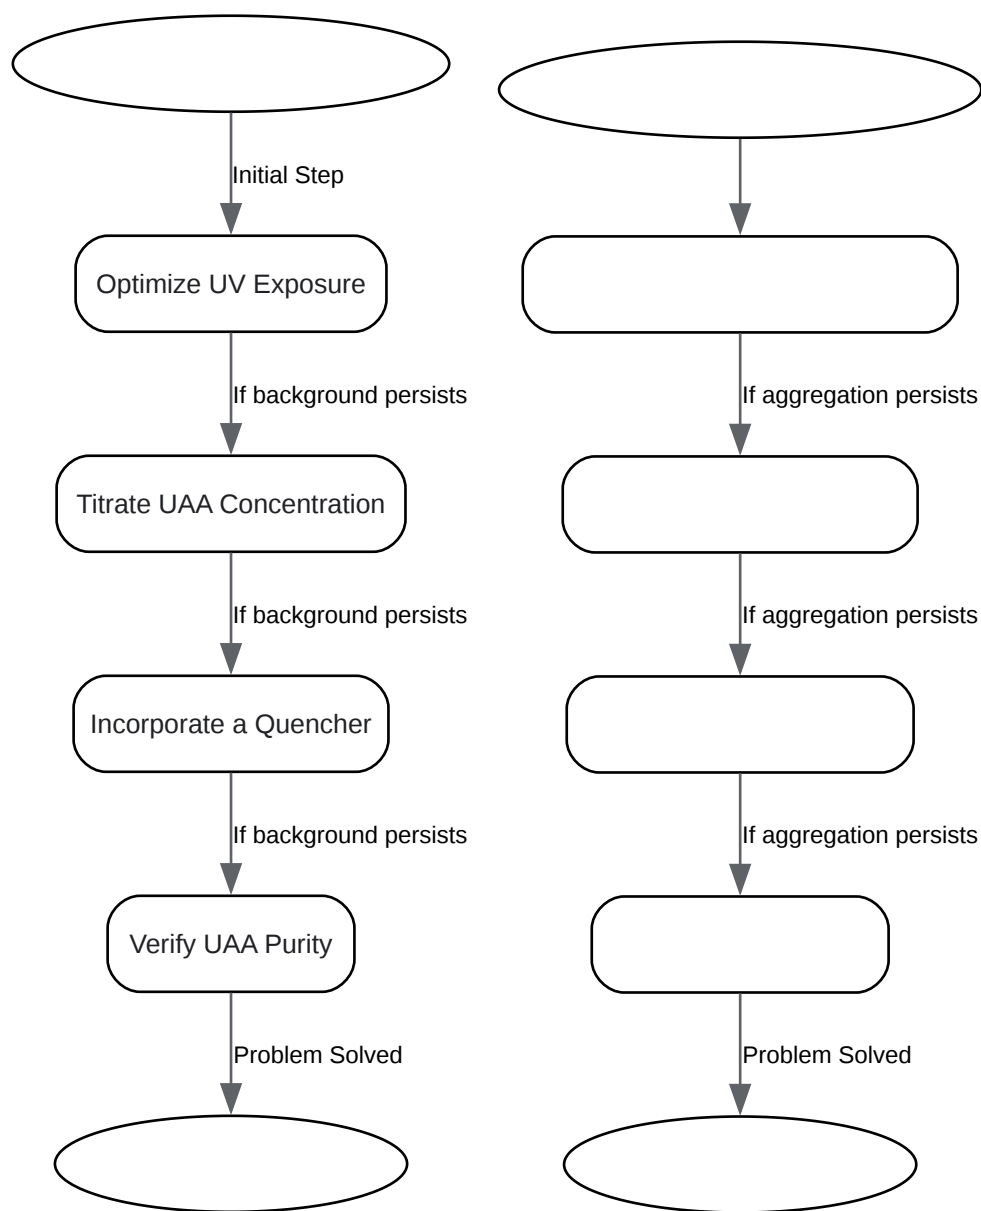 Initial Step
Optimize UV Exposure
If background persists
Titrate UAA Concentration
If background persists
Incorporate a Quencher
If background persists
Verify UAA Purity
Problem Solved
If aggregation persists
If aggregation persists
If aggregation persists
Problem Solved